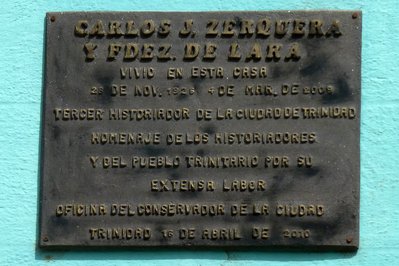 CARLOS J. ZERQUERA
Y FDEZ. DE LARA
VIVIO EN ESTA CASA
28 DE NOV. 1926 4 DE MAR. DE 2009
TERCER HISTORIADOR DE LA CIUDAD DE TRINIDAD
HOMENAJE DE LOS HISTORIADORES
Y DEL PUEBLO TRINITARIO POR SU
EXTENSA LABOR
OFICINA DEL CONSERVADOR DE LA CIUDAD
TRINIDAD 16 DE ABRIL DE 2010